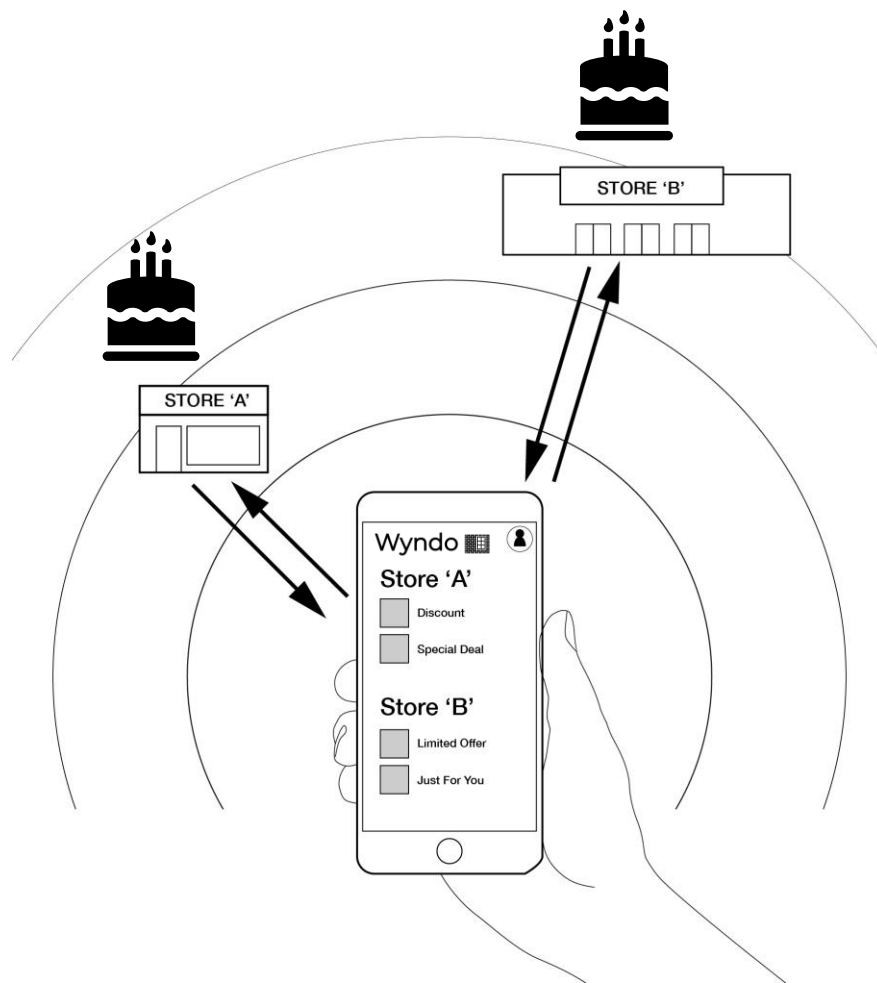 STORE ‘B’
STORE ‘A’
Wyndo
Store ‘A’
Discount
Special Deal
Store ‘B’
Limited Offer
Just For You